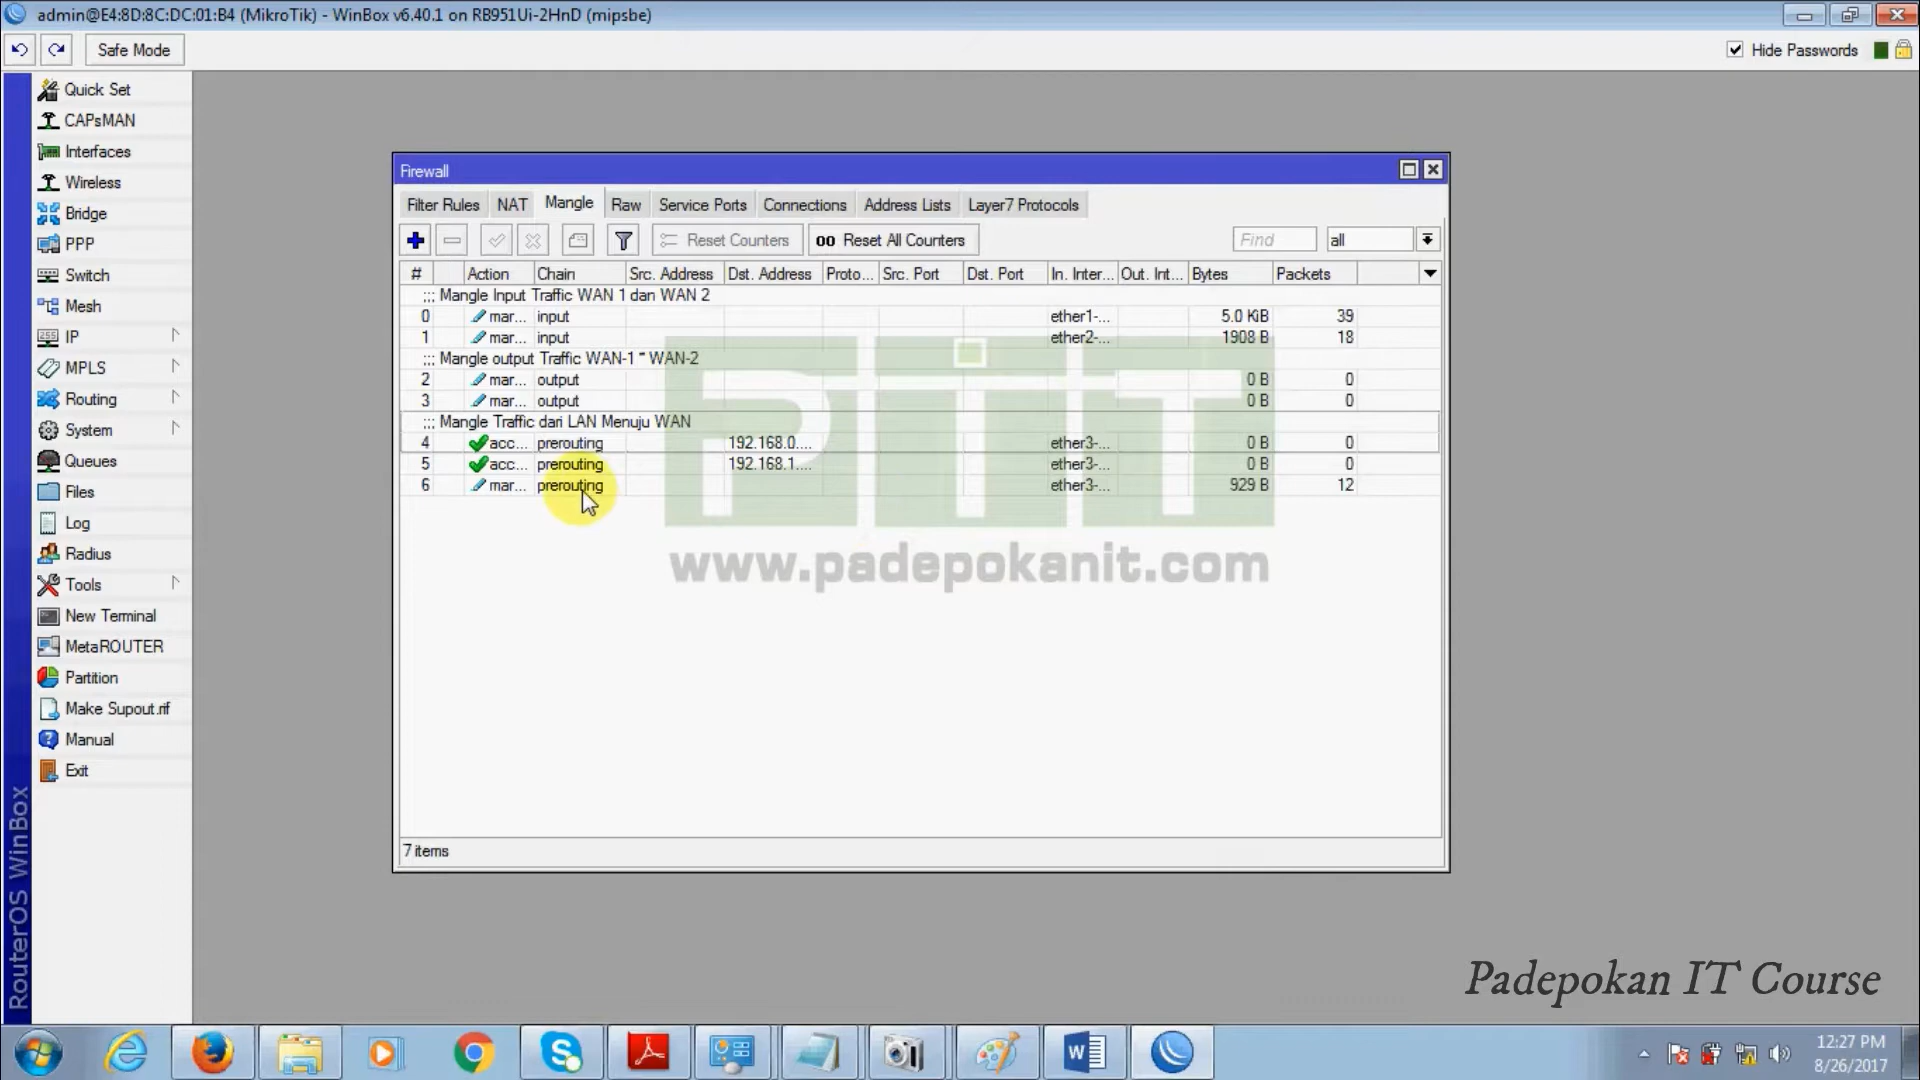 admin@E4:8D:8C:DC:01:B4 (MikroTik) - WinBox v6.40.1 on RB951Ui-2HnD (mipsbe)
Safe Mode
Hide Passwords
Quick Set
CAPsMAN
Interfaces
Wireless
Bridge
PPP
Switch
Mesh
IP
MPLS
Routing
System
Queues
Files
Log
Radius
Tools
New Terminal
MetaROUTER
Partition
Make Supout.rif
Manual
Exit
RouterOS WinBox
Firewall
Filter Rules NAT Mangle Raw Service Ports Connections Address Lists Layer7 Protocols
Reset Counters 00 Reset All Counters Find all
# Action Chain Src. Address Dst. Address Proto... Src. Port Dst. Port In. Inter... Out. Int... Bytes Packets
;;; Mangle Input Traffic WAN 1 dan WAN 2
0 mar... input ether1-... 5.0 KiB 39
1 mar... input ether2-... 1908 B 18
;;; Mangle output Traffic WAN-1 " WAN-2
2 mar... output 0 B 0
3 mar... output 0 B 0
;;; Mangle Traffic dari LAN Menuju WAN
4 acc... prerouting 192.168.0.... ether3-... 0 B 0
5 acc... prerouting 192.168.1.... ether3-... 0 B 0
6 mar... prerouting ether3-... 929 B 12
PiTT
www.padepokanit.com
7 items
Padepokan IT Course
12:27 PM
8/26/2017